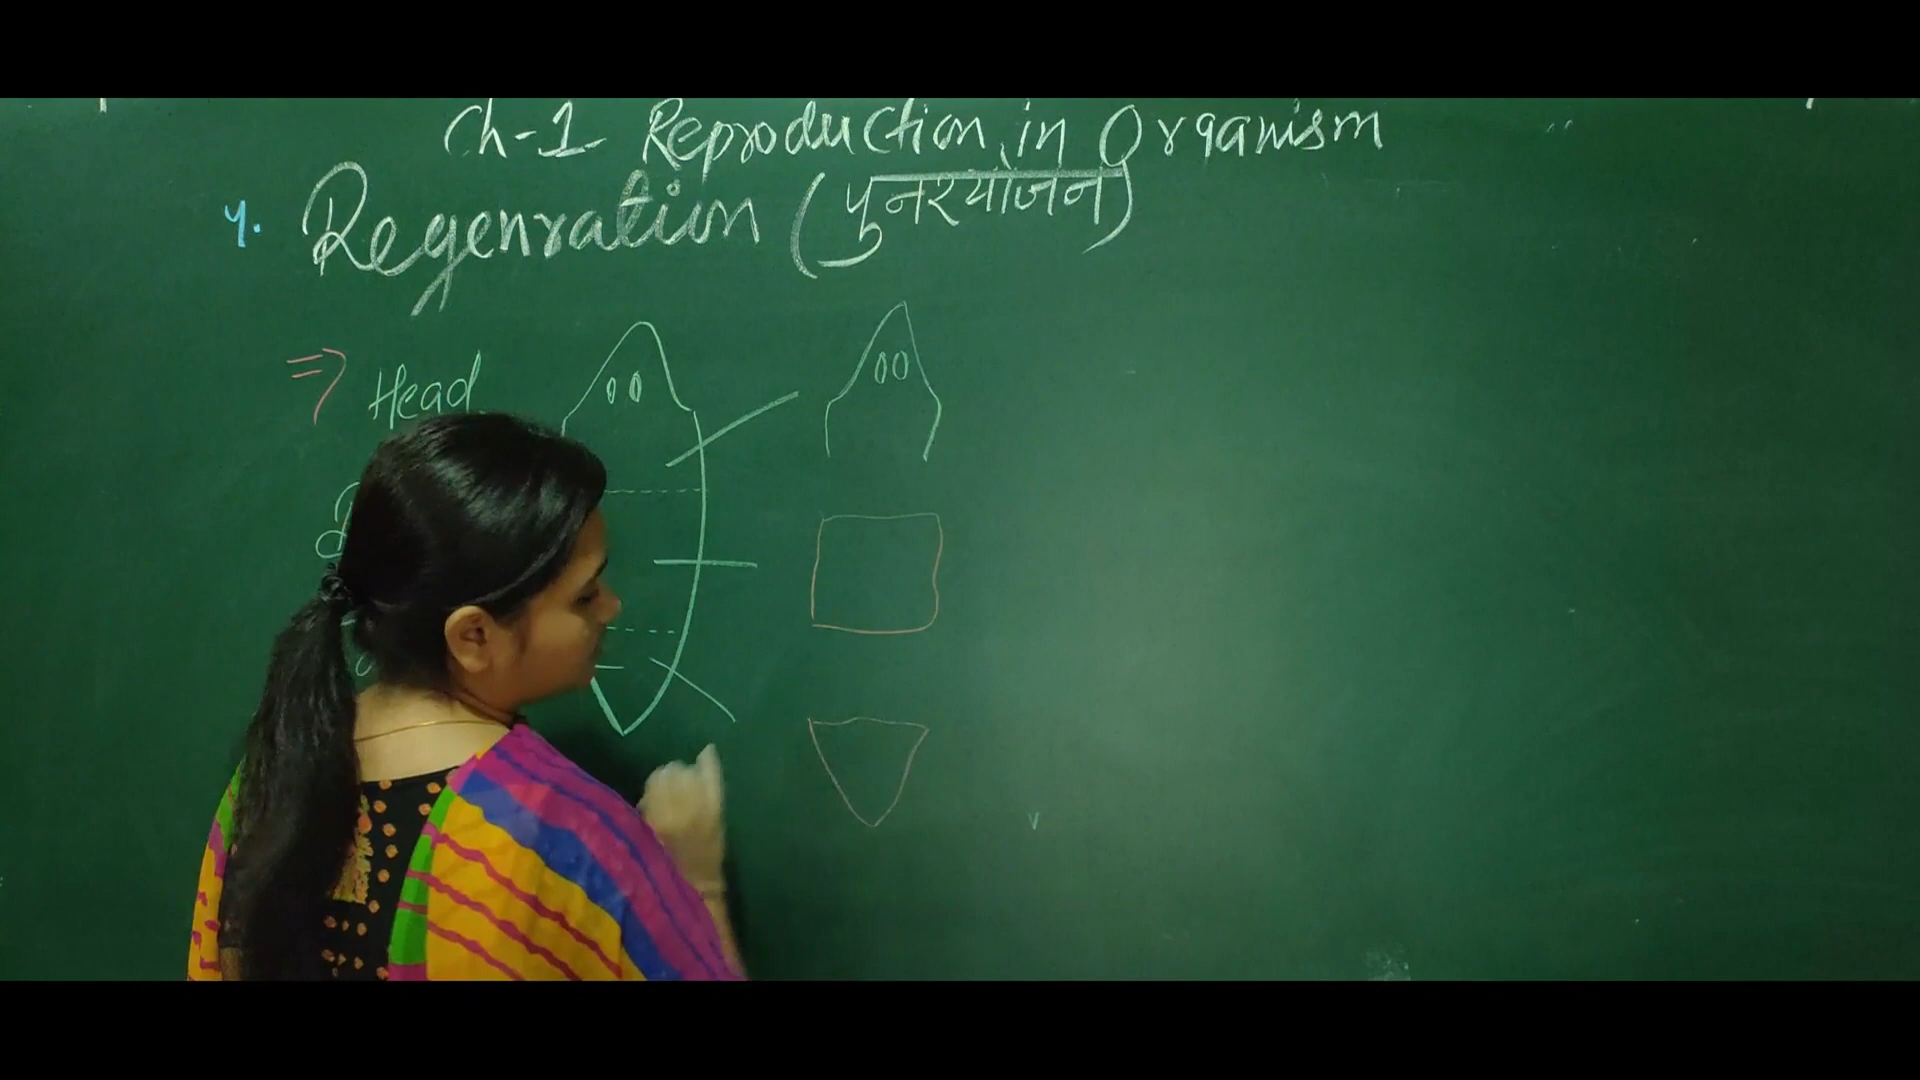 Ch-1 Reproduction in Organism
4. Regenration (पुनरयोजन)
⇒ Head